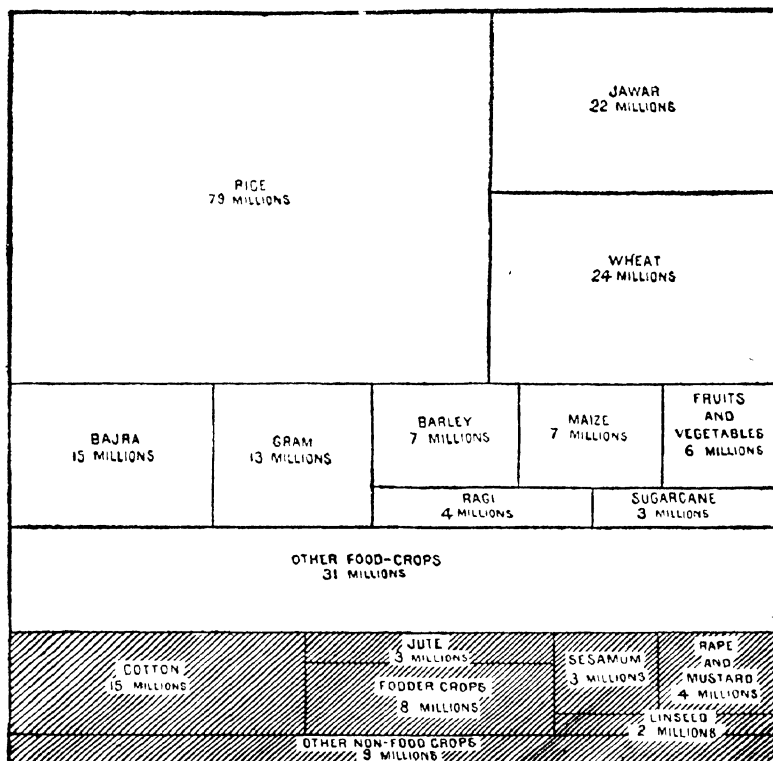 RICE
79 MILLIONS
JAWAR
22 MILLIONS
WHEAT
24 MILLIONS
BAJRA
15 MILLIONS
GRAM
13 MILLIONS
BARLEY
7 MILLIONS
MAIZE
7 MILLIONS
FRUITS
AND
VEGETABLES
6 MILLIONS
RAGI
4 MILLIONS
SUGARCANE
3 MILLIONS
OTHER FOOD-CROPS
31 MILLIONS
COTTON
15 MILLIONS
JUTE
3 MILLIONS
FODDER CROPS
8 MILLIONS
SESAMUM
3 MILLIONS
RAPE
AND
MUSTARD
4 MILLIONS
LINSEED
2 MILLIONS
OTHER NON-FOOD CROPS
9 MILLIONS